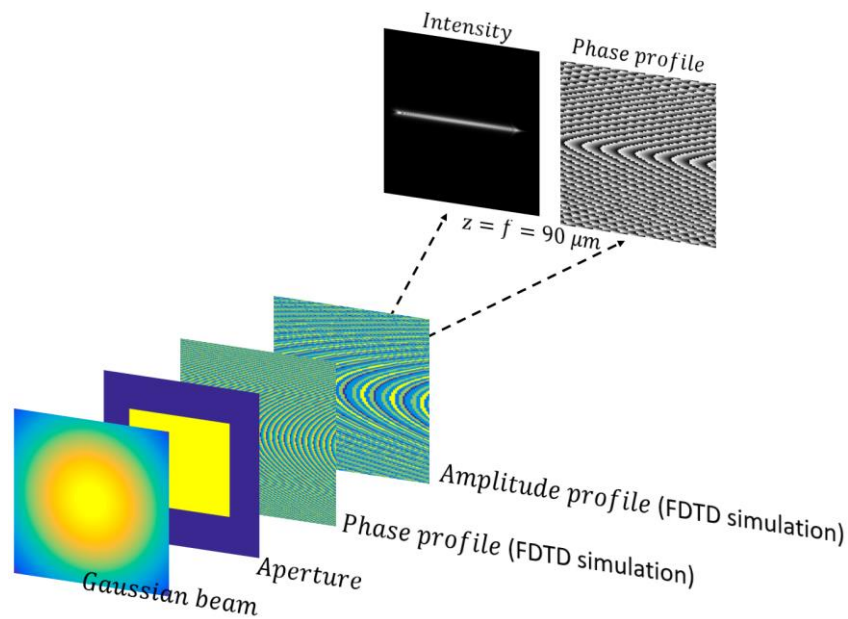 Intensity
Phase profile
z = f = 90 μm
Amplitude profile (FDTD simulation)
Phase profile (FDTD simulation)
Aperture
Gaussian beam